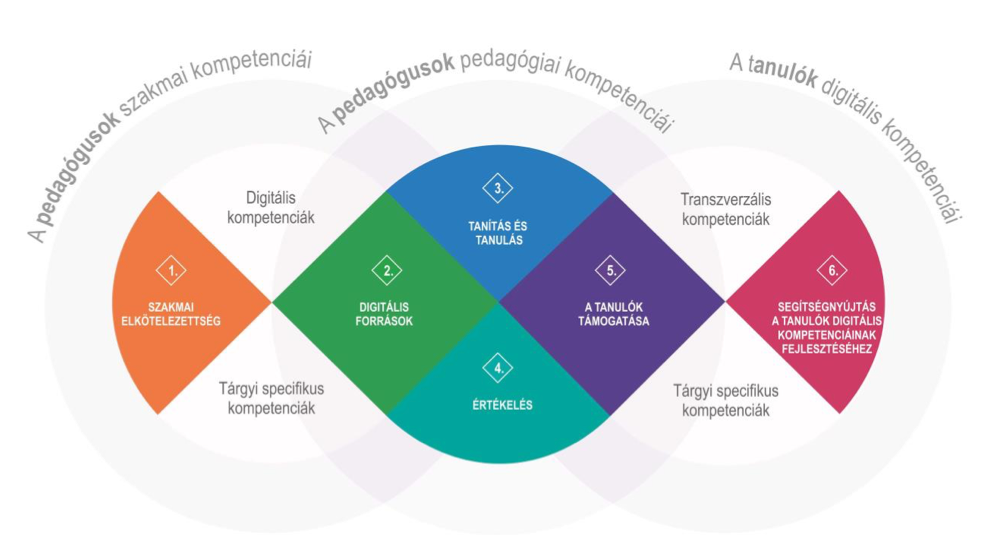 A pedagógusok szakmai kompetenciái
A pedagógusok pedagógiai kompetenciái
A tanulók digitális kompetenciái
Digitális
kompetenciák
Tárgyi specifikus
kompetenciák
Transzverzális
kompetenciák
Tárgyi specifikus
kompetenciák
1.
SZAKMAI
ELKÖTELEZETTSÉG
2.
DIGITÁLIS
FORRÁSOK
3.
TANÍTÁS ÉS
TANULÁS
4.
ÉRTÉKELÉS
5.
A TANULÓK
TÁMOGATÁSA
6.
SEGÍTSÉGNYÚJTÁS
A TANULÓK DIGITÁLIS
KOMPETENCIÁINAK
FEJLESZTÉSÉHEZ